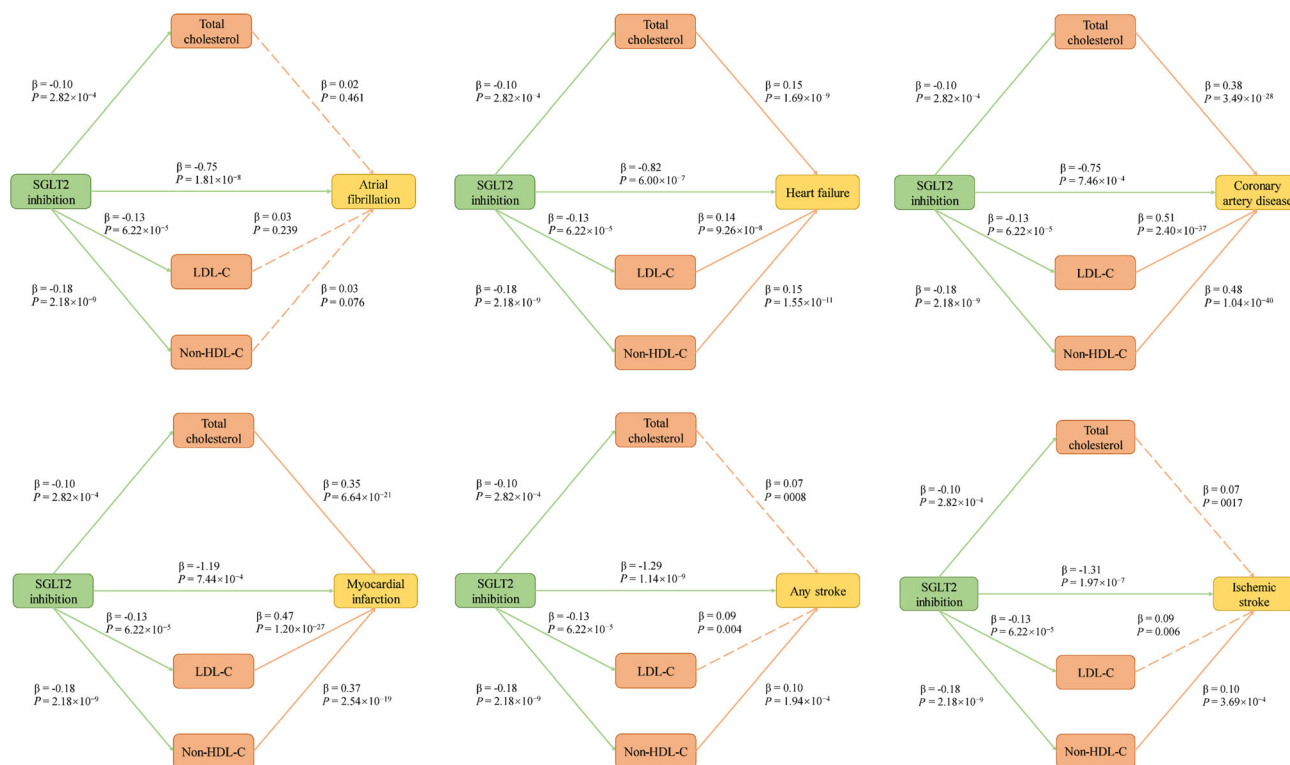 Total
cholesterol
β = -0.10
P = 2.82×10⁻⁴
β = 0.02
P = 0.461
β = -0.75
P = 1.81×10⁻⁸
SGLT2
inhibition
Atrial
fibrillation
β = -0.13
P = 6.22×10⁻⁵
β = 0.03
P = 0.239
LDL-C
β = -0.18
P = 2.18×10⁻⁹
β = 0.03
P = 0.076
Non-HDL-C
Total
cholesterol
β = -0.10
P = 2.82×10⁻⁴
β = 0.15
P = 1.69×10⁻⁹
β = -0.82
P = 6.00×10⁻⁷
SGLT2
inhibition
Heart failure
β = -0.13
P = 6.22×10⁻⁵
β = 0.14
P = 9.26×10⁻⁸
LDL-C
β = -0.18
P = 2.18×10⁻⁹
β = 0.15
P = 1.55×10⁻¹¹
Non-HDL-C
Total
cholesterol
β = -0.10
P = 2.82×10⁻⁴
β = 0.38
P = 3.49×10⁻²⁸
β = -0.75
P = 7.46×10⁻⁴
SGLT2
inhibition
Coronary
artery disease
β = -0.13
P = 6.22×10⁻⁵
β = 0.51
P = 2.40×10⁻³⁷
LDL-C
β = -0.18
P = 2.18×10⁻⁹
β = 0.48
P = 1.04×10⁻⁴⁰
Non-HDL-C
Total
cholesterol
β = -0.10
P = 2.82×10⁻⁴
β = 0.35
P = 6.64×10⁻²¹
β = -1.19
P = 7.44×10⁻⁴
SGLT2
inhibition
Myocardial
infarction
β = -0.13
P = 6.22×10⁻⁵
β = 0.47
P = 1.20×10⁻²⁷
LDL-C
β = -0.18
P = 2.18×10⁻⁹
β = 0.37
P = 2.54×10⁻¹⁹
Non-HDL-C
Total
cholesterol
β = -0.10
P = 2.82×10⁻⁴
β = 0.07
P = 0008
β = -1.29
P = 1.14×10⁻⁹
SGLT2
inhibition
Any stroke
β = -0.13
P = 6.22×10⁻⁵
β = 0.09
P = 0.004
LDL-C
β = -0.18
P = 2.18×10⁻⁹
β = 0.10
P = 1.94×10⁻⁴
Non-HDL-C
Total
cholesterol
β = -0.10
P = 2.82×10⁻⁴
β = 0.07
P = 0017
β = -1.31
P = 1.97×10⁻⁷
SGLT2
inhibition
Ischemic
stroke
β = -0.13
P = 6.22×10⁻⁵
β = 0.09
P = 0.006
LDL-C
β = -0.18
P = 2.18×10⁻⁹
β = 0.10
P = 3.69×10⁻⁴
Non-HDL-C